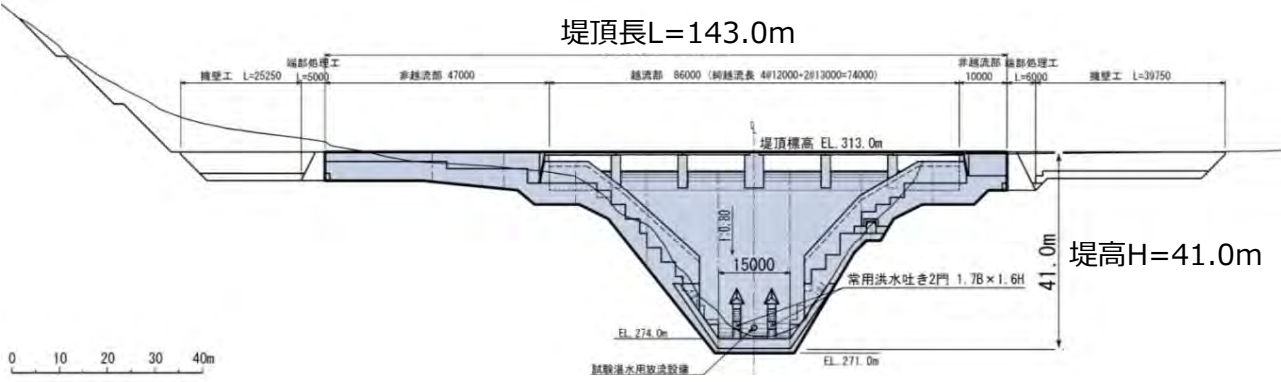 堤頂長L=143.0m
擁壁工 L=25250
端部処理工
L=5000
非越流部 47000
越流部 86000 (純越流長 4@12000+2@13000=74000)
非越流部
10000
端部処理工
L=6000
擁壁工 L=39750
堤頂標高 EL.313.0m
1:0.80
15000
41.0m
堤高H=41.0m
常用洪水吐き2門 1.7B×1.6H
EL.274.0m
EL.271.0m
試験湛水用放流設備
0 10 20 30 40m